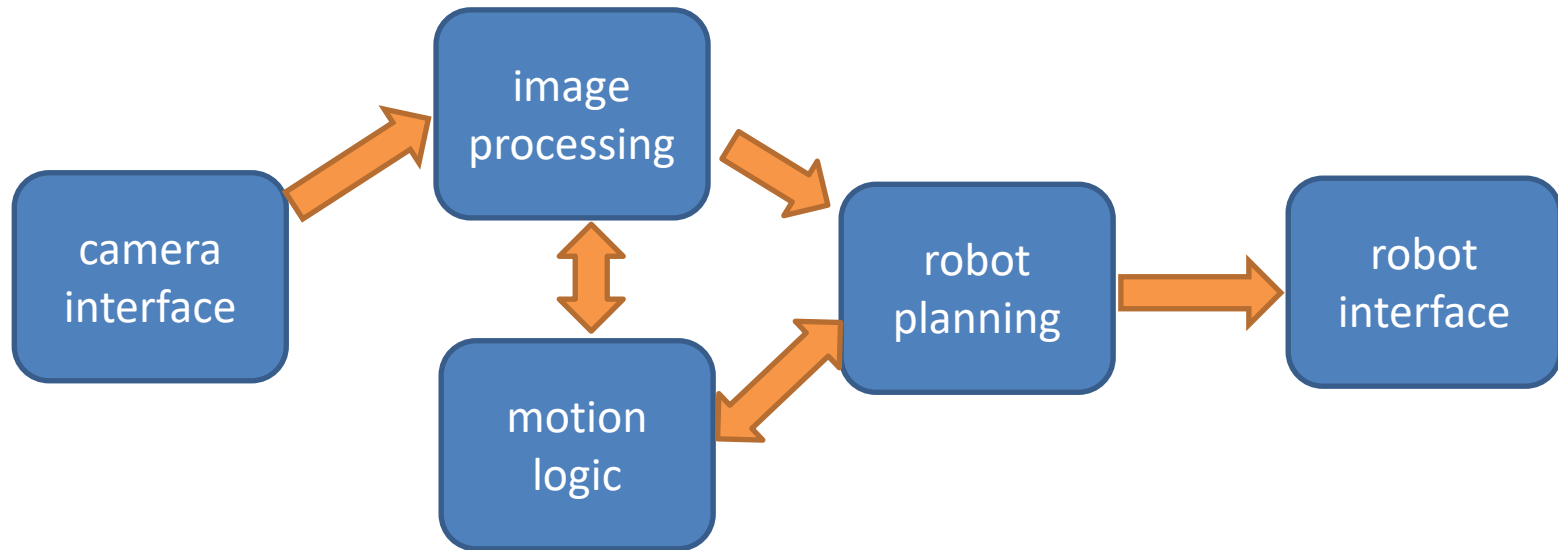 camera
interface
image
processing
motion
logic
robot
planning
robot
interface